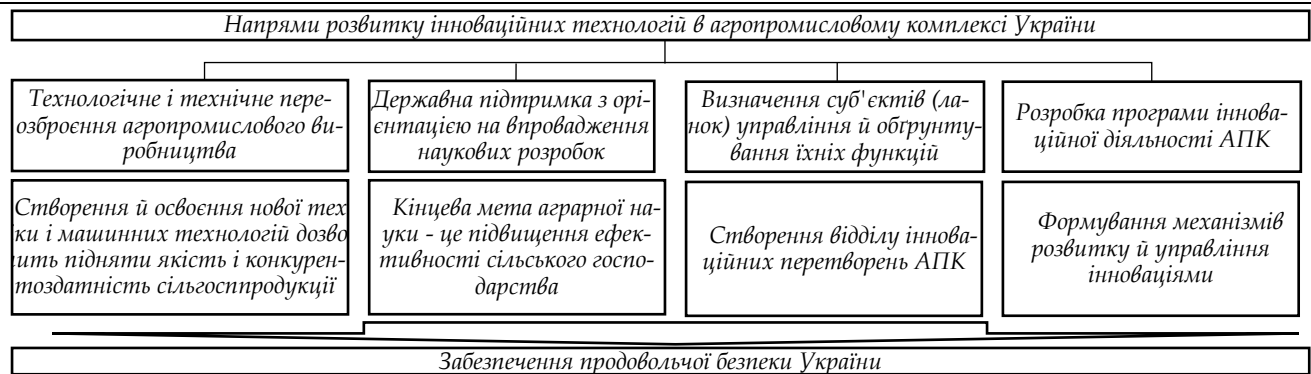 Напрями розвитку інноваційних технологій в агропромисловому комплексі України
Технологічне і технічне пере-
озброєння агропромислового ви-
робництва
Державна підтримка з орі-
єнтацією на впровадження
наукових розробок
Визначення суб'єктів (ла-
нок) управління й обґрунту-
вання їхніх функцій
Розробка програми іннова-
ційної діяльності АПК
Створення й освоєння нової тех
ки і машинних технологій дозво
ить підняти якість і конкурен-
тоздатність сільгосппродукції
Кінцева мета аграрної на-
уки - це підвищення ефек-
тивності сільського госпо-
дарства
Створення відділу іннова-
ційних перетворень АПК
Формування механізмів
розвитку й управління
інноваціями
Забезпечення продовольчої безпеки України